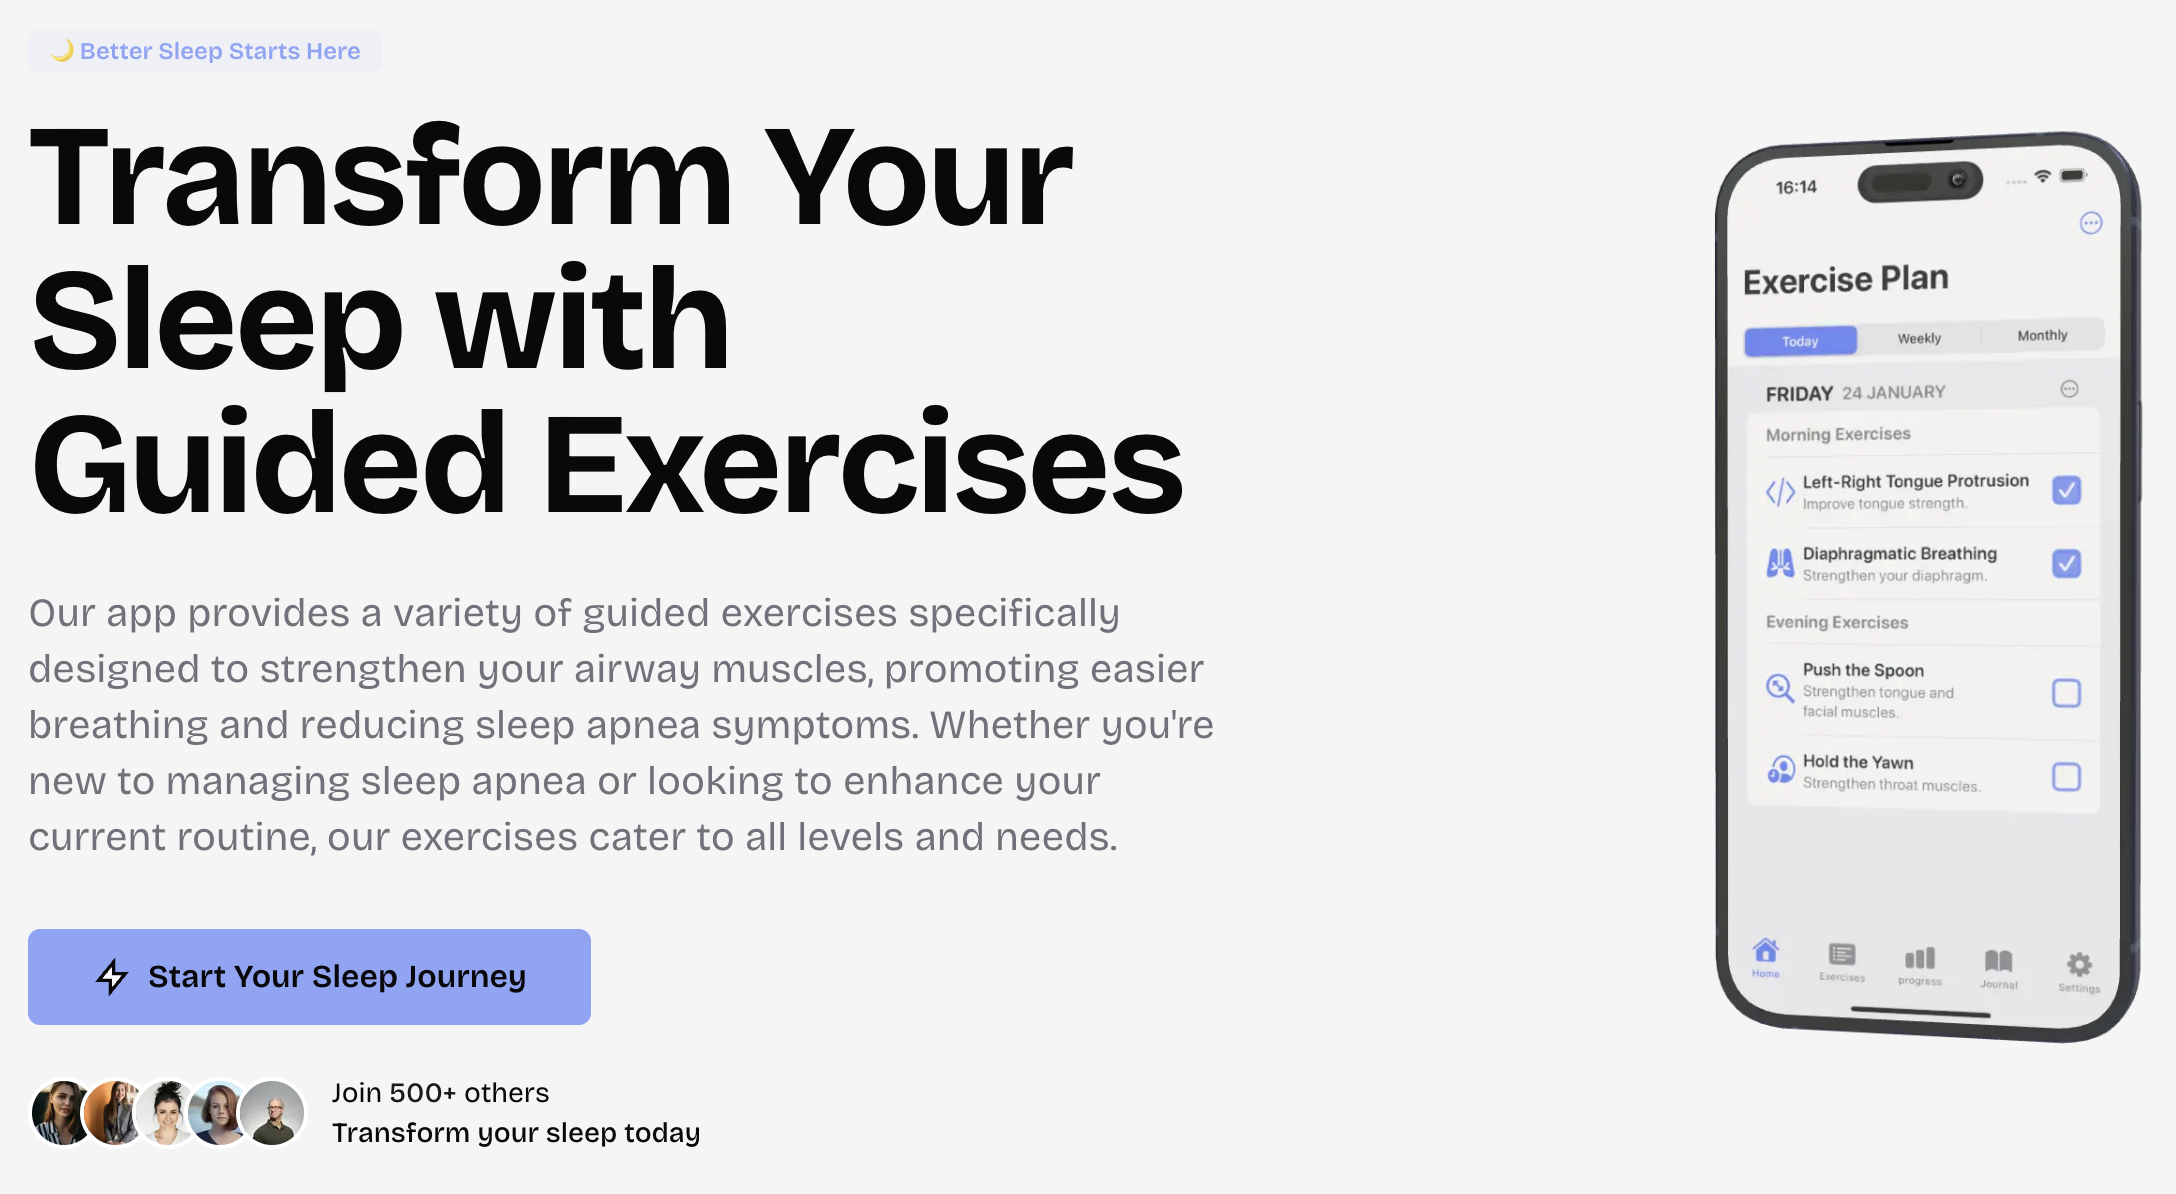 🌙 Better Sleep Starts Here
Transform Your
Sleep with
Guided Exercises
Our app provides a variety of guided exercises specifically
designed to strengthen your airway muscles, promoting easier
breathing and reducing sleep apnea symptoms. Whether you're
new to managing sleep apnea or looking to enhance your
current routine, our exercises cater to all levels and needs.
Start Your Sleep Journey
Join 500+ others
Transform your sleep today
16:14
Exercise Plan
Today Weekly Monthly
FRIDAY 24 JANUARY
Morning Exercises
Left-Right Tongue Protrusion
Improve tongue strength.
Diaphragmatic Breathing
Strengthen your diaphragm.
Evening Exercises
Push the Spoon
Strengthen tongue and
facial muscles.
Hold the Yawn
Strengthen throat muscles.
Home Exercises progress Journal Settings